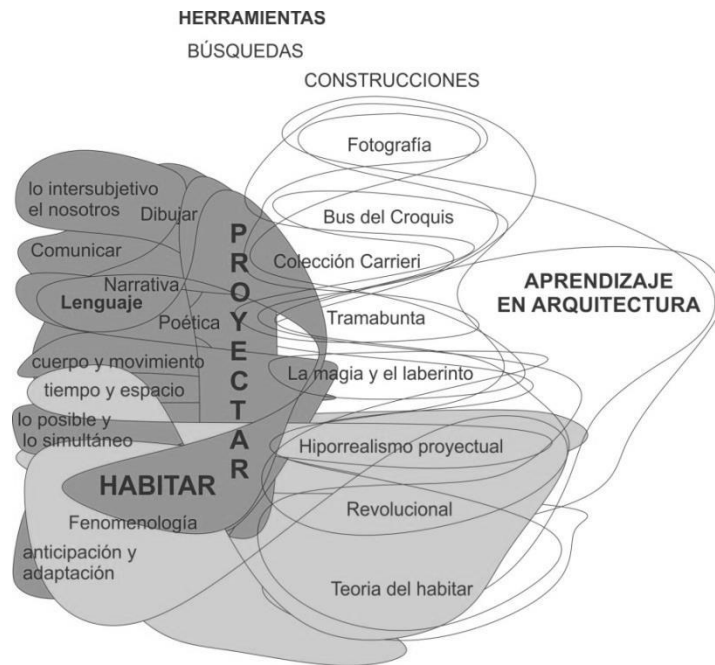 HERRAMIENTAS
BÚSQUEDAS
CONSTRUCCIONES
Fotografía
lo intersubjetivo
el nosotros
Dibujar
Bus del Croquis
Comunicar
Colección Carrieri
Narrativa
Lenguaje
Poética
Tramabunta
APRENDIZAJE
EN ARQUITECTURA
PROYECTAR
cuerpo y movimiento
La magia y el laberinto
tiempo y espacio
lo posible y
lo simultáneo
Hiporrealismo proyectual
HABITAR
Revolucional
Fenomenología
anticipación y
adaptación
Teoria del habitar